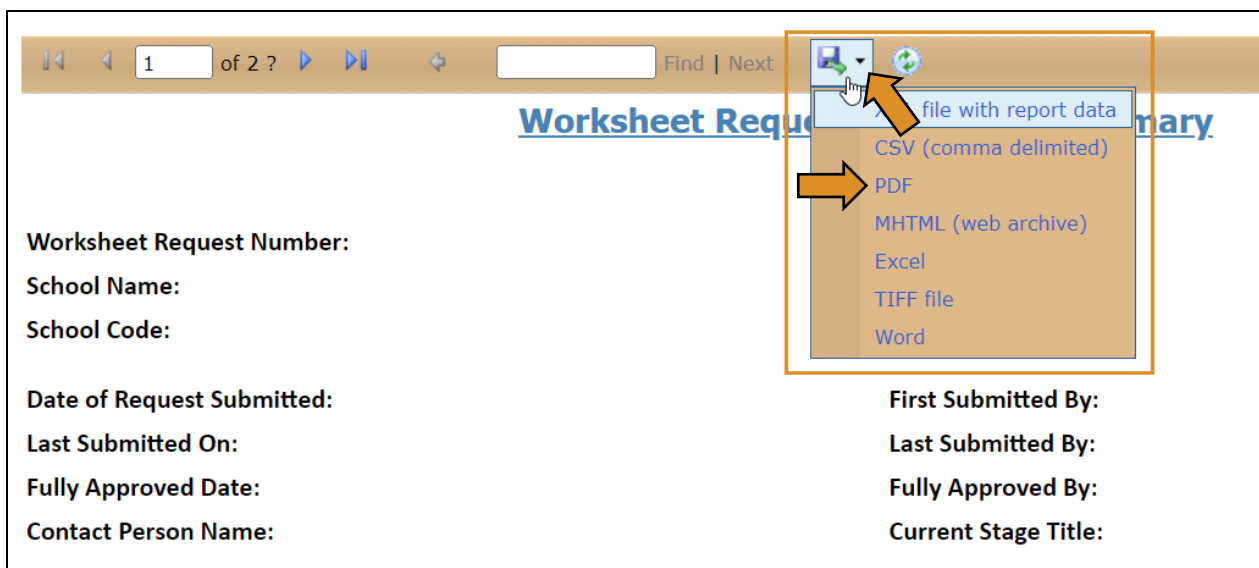 1 of 2 ? Find | Next
Worksheet Requ mary
file with report data
CSV (comma delimited)
PDF
MHTML (web archive)
Excel
TIFF file
Word
Worksheet Request Number:
School Name:
School Code:
Date of Request Submitted: First Submitted By:
Last Submitted On: Last Submitted By:
Fully Approved Date: Fully Approved By:
Contact Person Name: Current Stage Title: